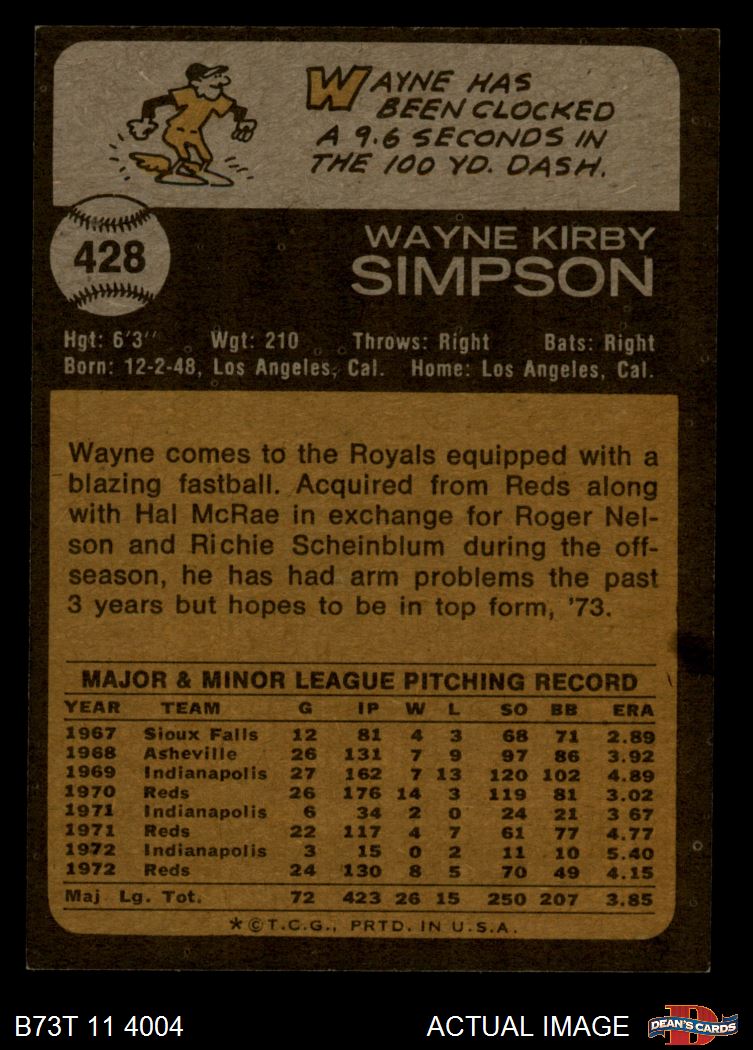 WAYNE HAS
BEEN CLOCKED
A 9.6 SECONDS IN
THE 100 YD. DASH.
428
WAYNE KIRBY
SIMPSON
Hgt: 6'3'' Wgt: 210 Throws: Right Bats: Right
Born: 12-2-48, Los Angeles, Cal. Home: Los Angeles, Cal.
Wayne comes to the Royals equipped with a
blazing fastball. Acquired from Reds along
with Hal McRae in exchange for Roger Nel-
son and Richie Scheinblum during the off-
season, he has had arm problems the past
3 years but hopes to be in top form, '73.
MAJOR & MINOR LEAGUE PITCHING RECORD
YEAR TEAM G IP W L SO BB ERA
1967 Sioux Falls 12 81 4 3 68 71 2.89
1968 Asheville 26 131 7 9 97 86 3.92
1969 Indianapolis 27 162 7 13 120 102 4.89
1970 Reds 26 176 14 3 119 81 3.02
1971 Indianapolis 6 34 2 0 24 21 3 67
1971 Reds 22 117 4 7 61 77 4.77
1972 Indianapolis 3 15 0 2 11 10 5.40
1972 Reds 24 130 8 5 70 49 4.15
Maj Lg. Tot. 72 423 26 15 250 207 3.85
*©T.C.G., PRTD. IN U.S.A.
B73T 11 4004 ACTUAL IMAGE
D
DEAN'S CARDS